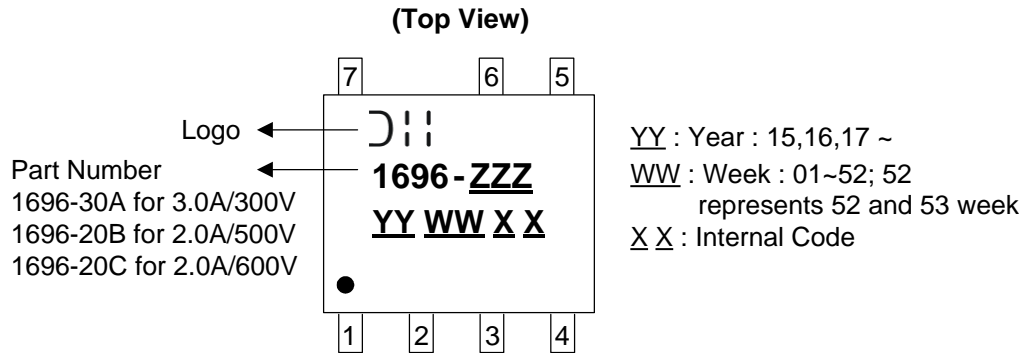 (Top View)
7 6 5
Logo
Part Number
1696-30A for 3.0A/300V
1696-20B for 2.0A/500V
1696-20C for 2.0A/600V
1696-ZZZ
YY WW X X
YY : Year : 15,16,17 ~
WW : Week : 01~52; 52
represents 52 and 53 week
X X : Internal Code
1 2 3 4